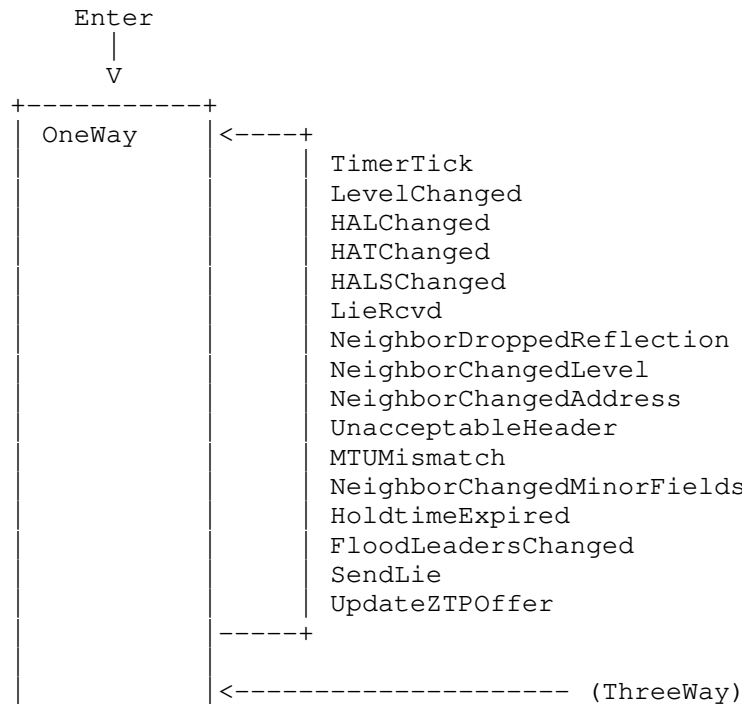 Enter
V
OneWay
TimerTick
LevelChanged
HALChanged
HATChanged
HALSChanged
LieRcvd
NeighborDroppedReflection
NeighborChangedLevel
NeighborChangedAddress
UnacceptableHeader
MTUMismatch
NeighborChangedMinorFields
HoldtimeExpired
FloodLeadersChanged
SendLie
UpdateZTPOffer
(ThreeWay)